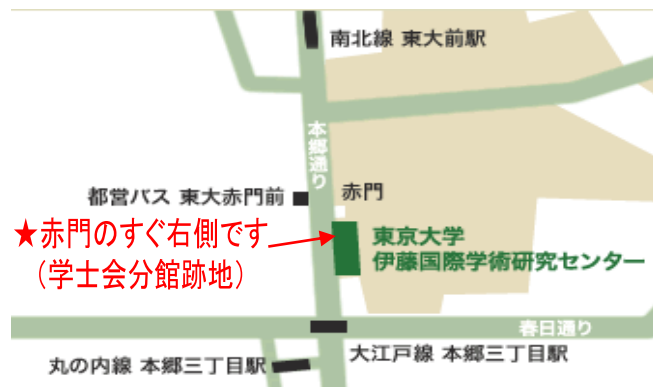 南北線 東大前駅
本郷通り
都営バス 東大赤門前
赤門
★赤門のすぐ右側です
（学士会分館跡地）
東京大学
伊藤国際学術研究センター
春日通り
大江戸線 本郷三丁目駅
丸の内線 本郷三丁目駅